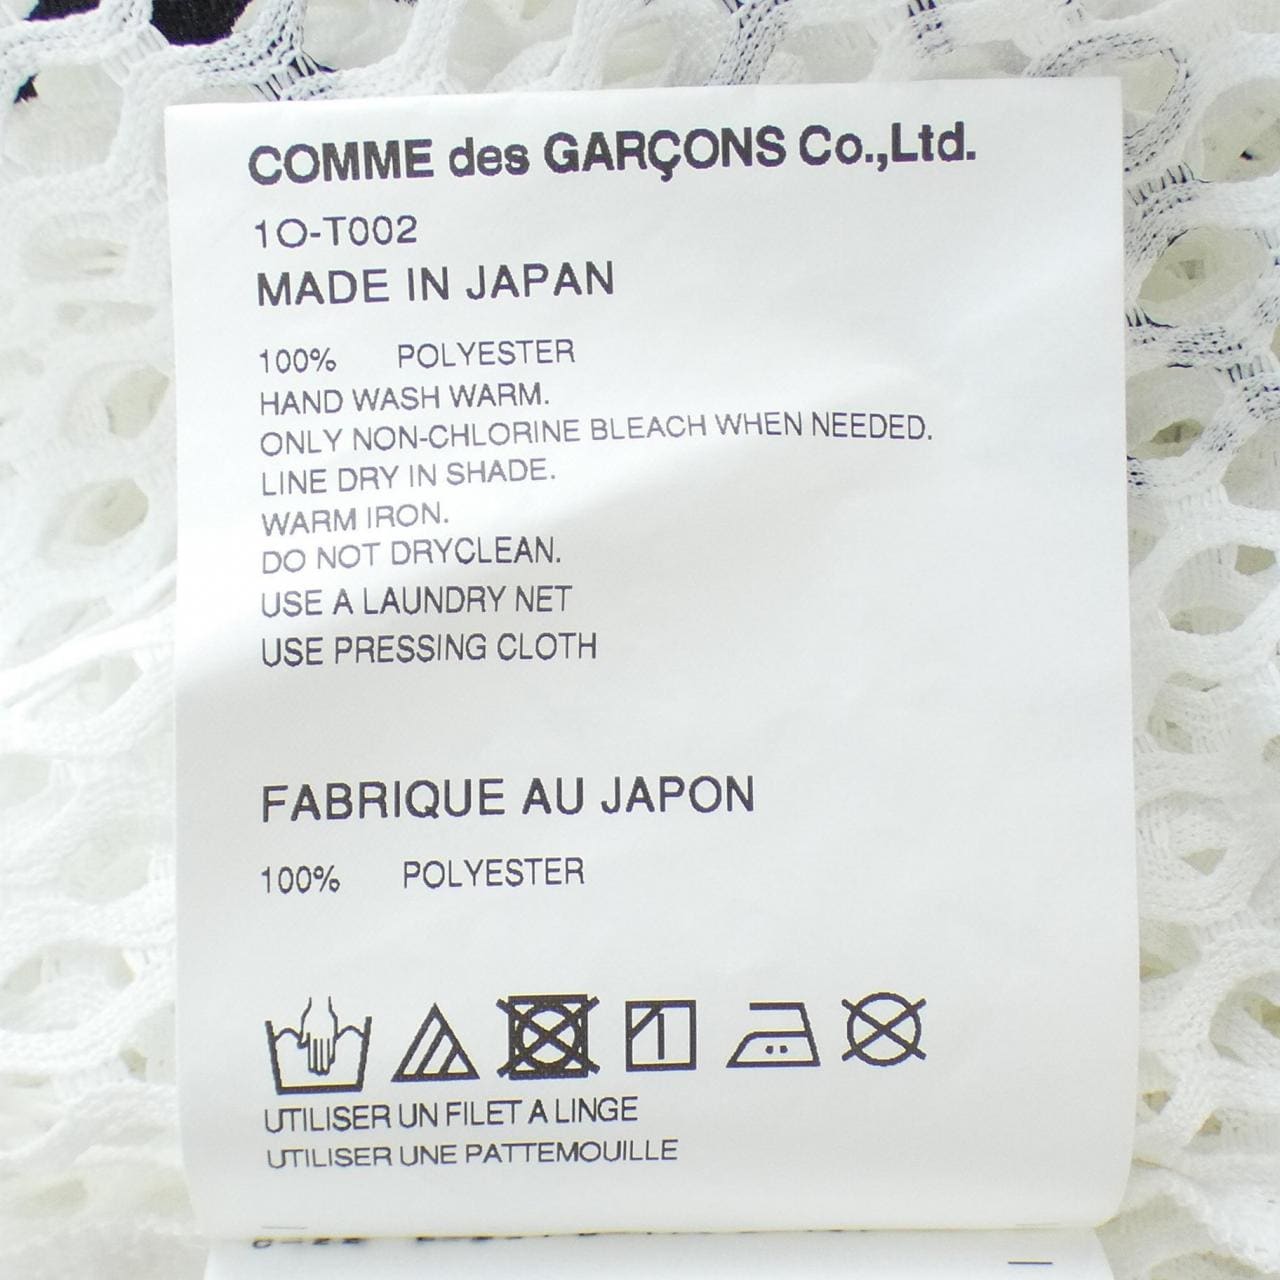 COMME des GARÇONS Co.,Ltd.
1O-T002
MADE IN JAPAN
100% POLYESTER
HAND WASH WARM.
ONLY NON-CHLORINE BLEACH WHEN NEEDED.
LINE DRY IN SHADE.
WARM IRON.
DO NOT DRYCLEAN.
USE A LAUNDRY NET
USE PRESSING CLOTH
FABRIQUE AU JAPON
100% POLYESTER
UTILISER UN FILET A LINGE
UTILISER UNE PATTEMOUILLE